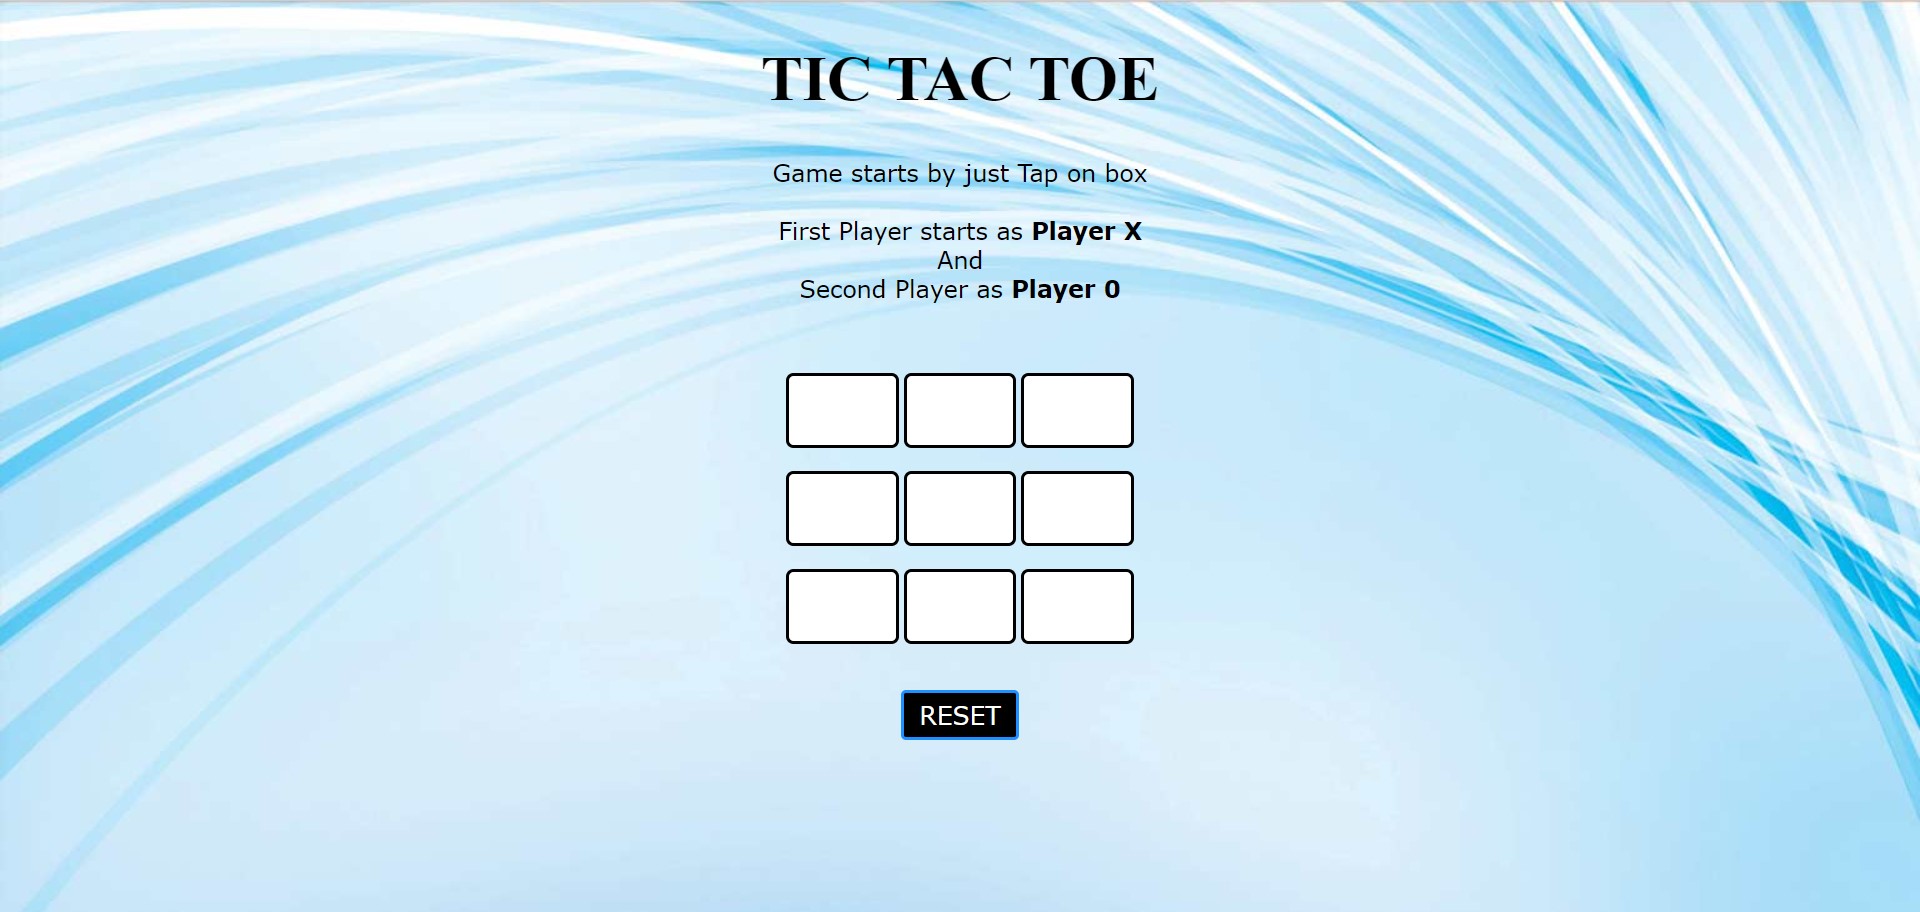 TIC TAC TOE
Game starts by just Tap on box
First Player starts as Player X
And
Second Player as Player 0
RESET